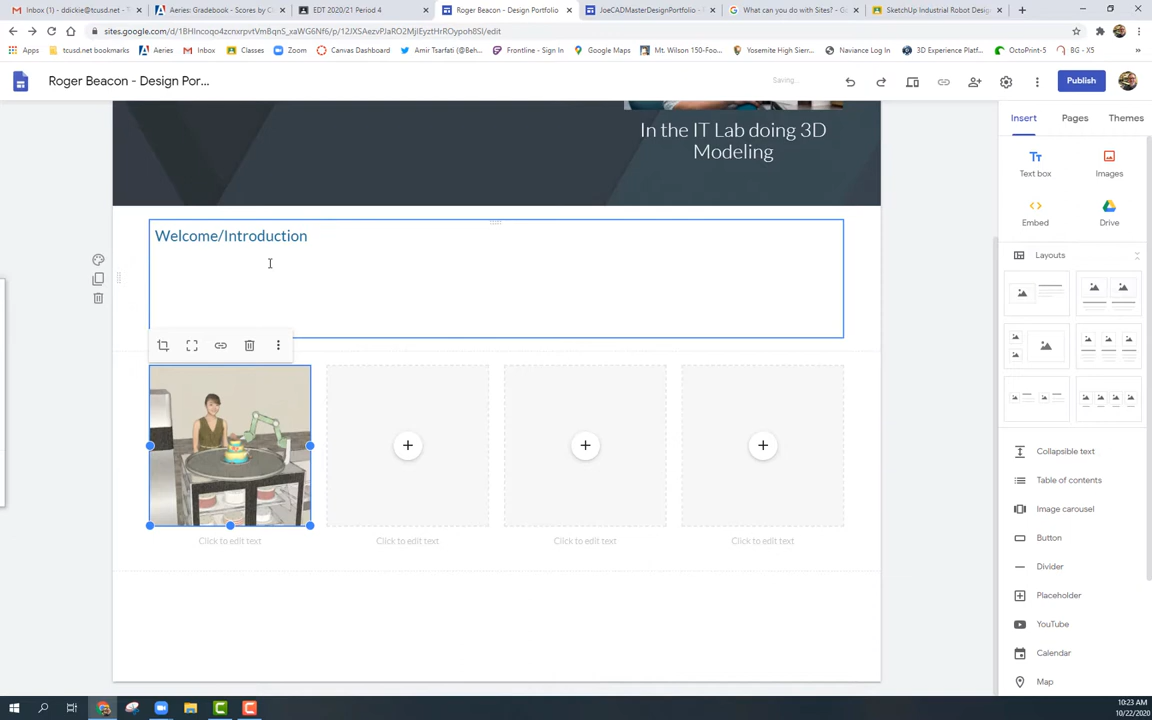 Inbox (1) - ddickie@tcusd.net -
Aeries: Gradebook - Scores by C
EDT 2020/21 Period 4
Roger Beacon - Design Portfolio
JoeCADMasterDesignPortfolio -
What can you do with Sites? - G
SketchUp Industrial Robot Desig
sites.google.com/d/1BHIncoqo4zcnxrpvtVmBqnS_xaWG6KnT/p/12JXSAezvPJaRO2MjIEyztHrROypohSlI/edit
Apps
tcusd.net bookmarks
Aeries
Inbox
Classes
Zoom
Canvas Dashboard
Amir Tsarfati (@Beh...
Frontline - Sign In
Google Maps
Mt. Wilson 150-Foo...
Yosemite High Sierr...
Naviance Log In
3D Experience Platf...
OctoPrint-5
BG - X5
»
Roger Beacon - Design Por...
Saving...
Publish
In the IT Lab doing 3D
Modeling
Welcome/Introduction
Click to edit text
Click to edit text
Click to edit text
Click to edit text
Insert
Pages
Themes
Text box
Images
Embed
Drive
Layouts
Collapsible text
Table of contents
Image carousel
Button
Divider
Placeholder
YouTube
Calendar
Map
10:23 AM
10/22/2020